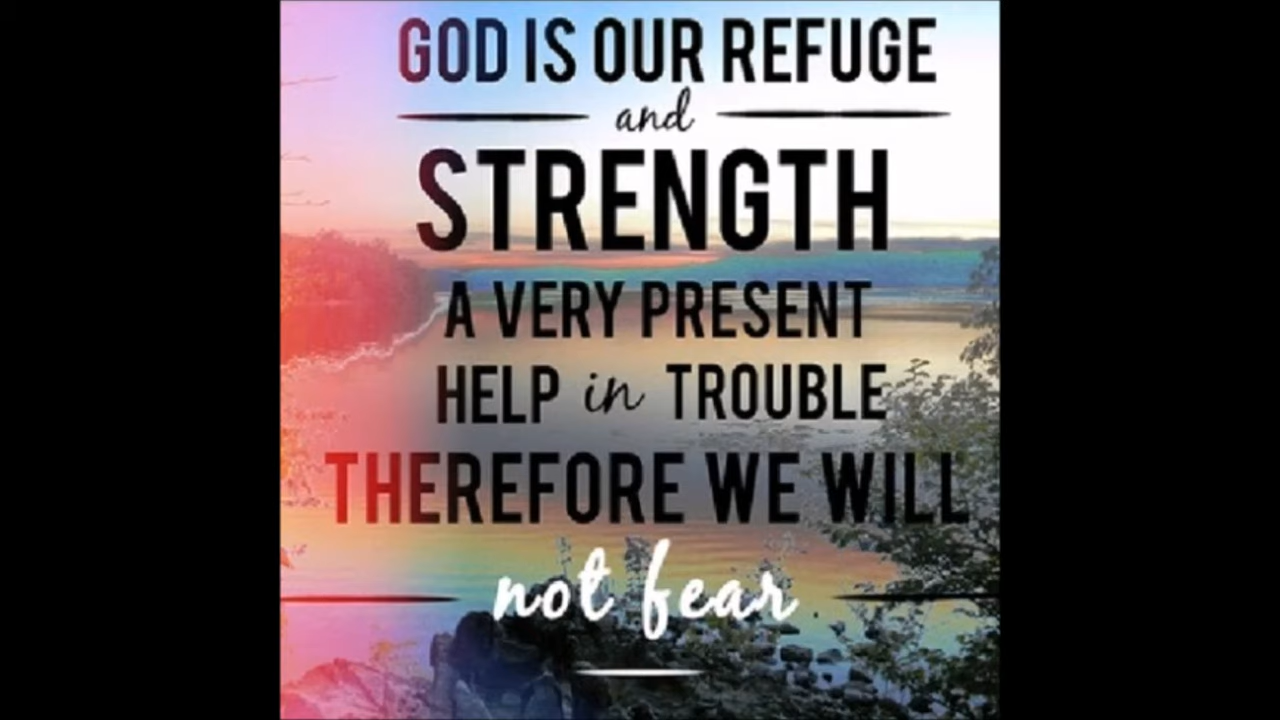 GOD IS OUR REFUGE
and
STRENGTH
A VERY PRESENT
HELP in TROUBLE
THEREFORE WE WILL
not fear